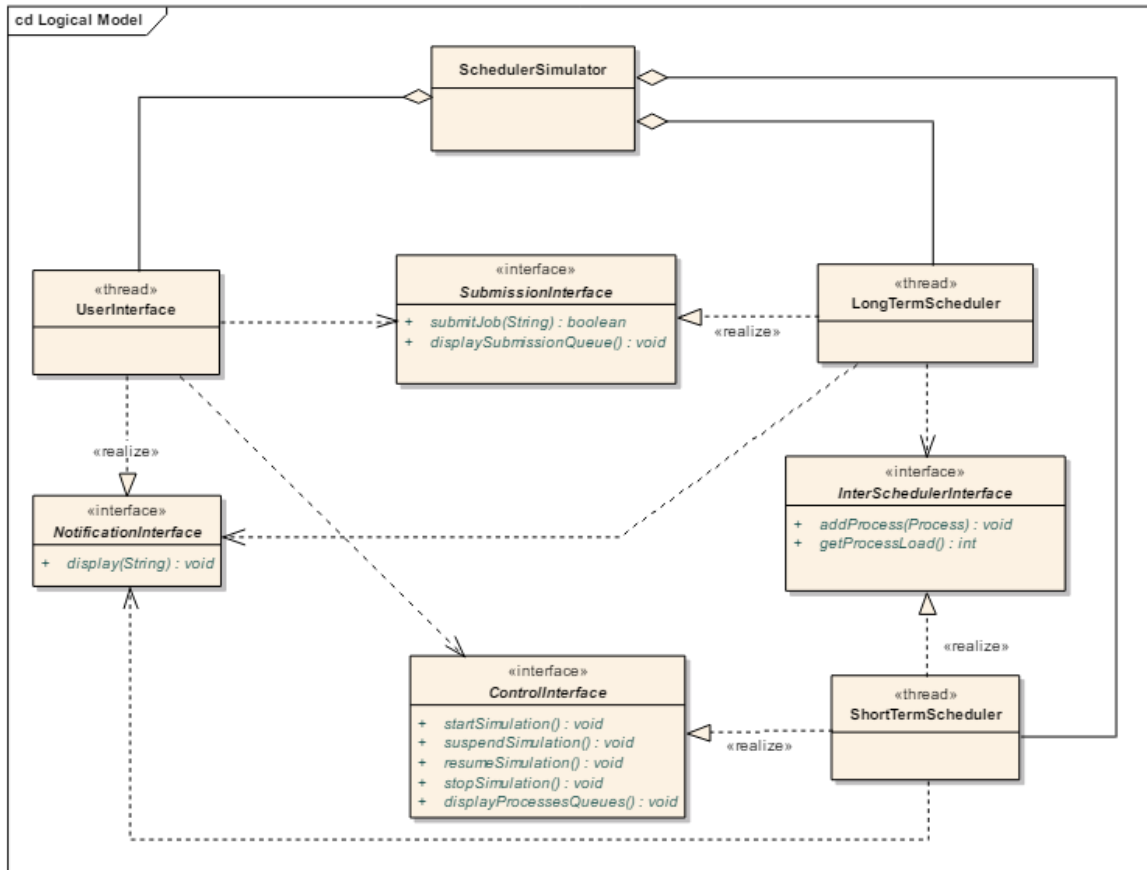 cd Logical Model
SchedulerSimulator
«thread»
UserInterface
«interface»
SubmissionInterface
+ submitJob(String) : boolean
+ displaySubmissionQueue() : void
«thread»
LongTermScheduler
«realize»
«realize»
«interface»
NotificationInterface
+ display(String) : void
«interface»
InterSchedulerInterface
+ addProcess(Process) : void
+ getProcessLoad() : int
«realize»
«interface»
ControlInterface
+ startSimulation() : void
+ suspendSimulation() : void
+ resumeSimulation() : void
+ stopSimulation() : void
+ displayProcessesQueues() : void
«realize»
«thread»
ShortTermScheduler